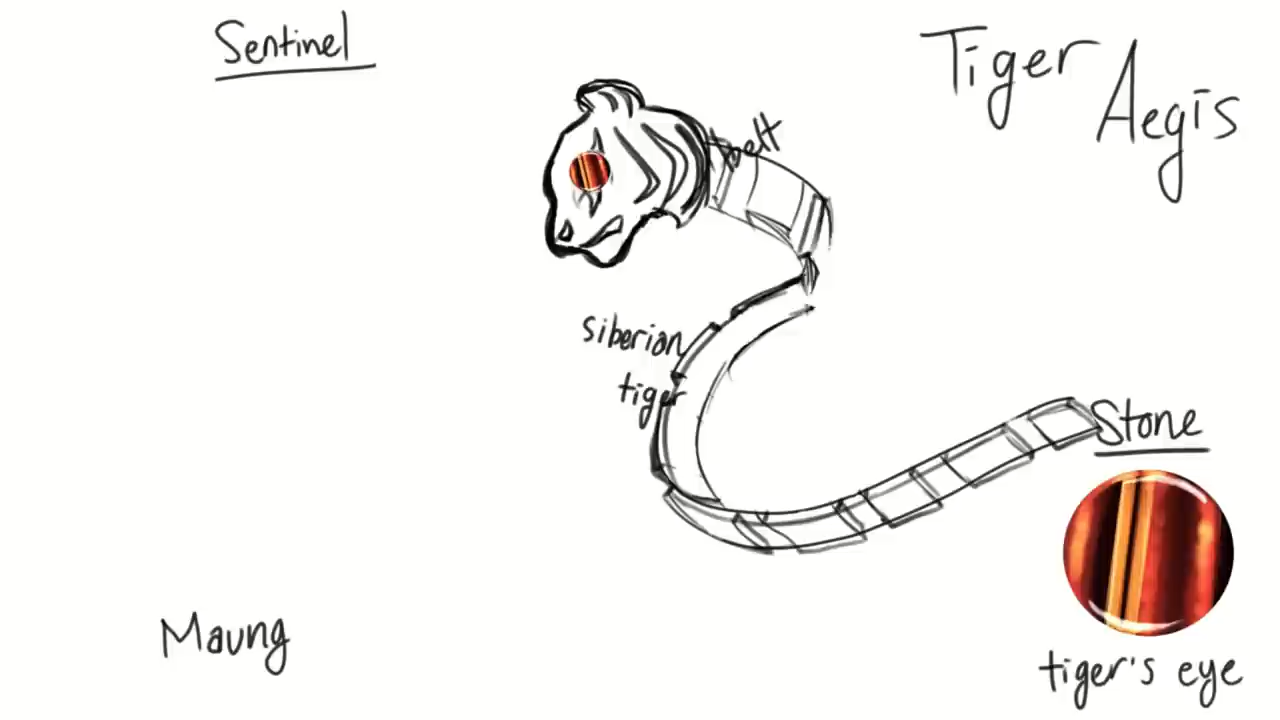 Sentinel
Tiger
Aegis
belt
siberian
tiger
Stone
Maung
tiger's eye